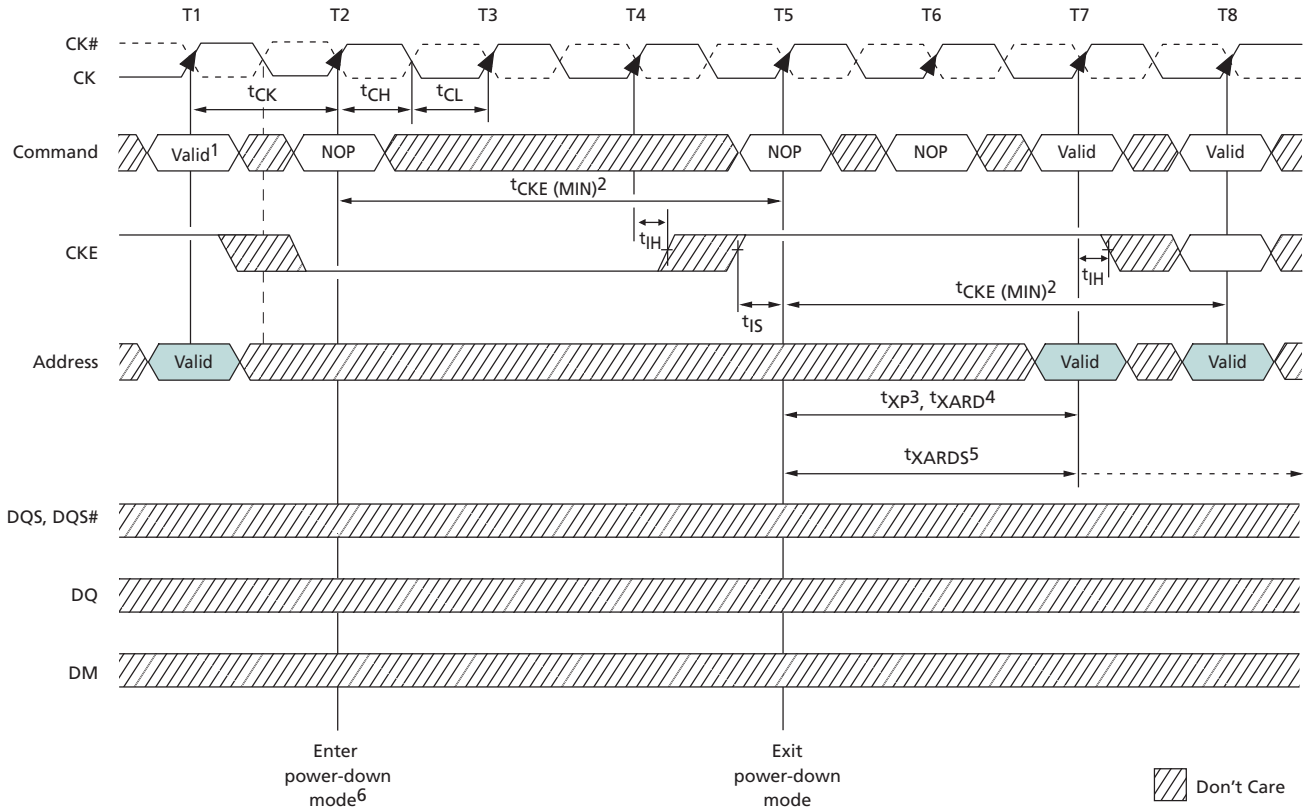 T1 T2 T3 T4 T5 T6 T7 T8
CK#
CK
tCK tCH tCL
Command Valid1 NOP NOP NOP Valid Valid
tCKE (MIN)2
tIH
CKE
tIH
tCKE (MIN)2
tIS
Address Valid Valid Valid
tXP3, tXARD4
tXARDS5
DQS, DQS#
DQ
DM
Enter
power-down
mode6
Exit
power-down
mode
Don't Care